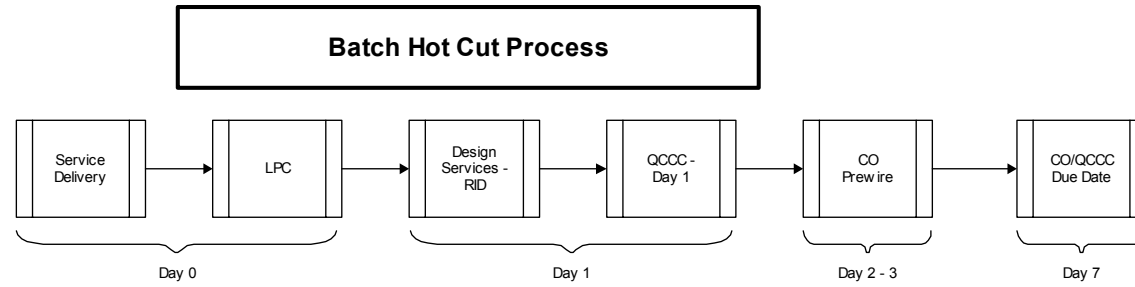 Batch Hot Cut Process
Service
Delivery
LPC
Design
Services -
RID
QCCC -
Day 1
CO
Prewire
CO/QCCC
Due Date
Day 0
Day 1
Day 2 - 3
Day 7